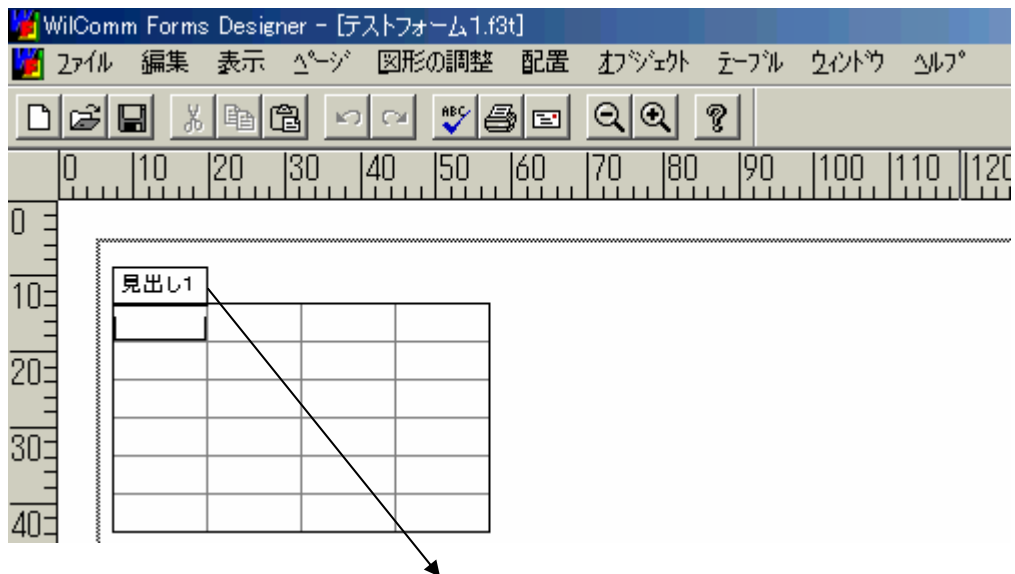 WilComm Forms Designer - [テストフォーム1.f3t]
ﾌｧｲﾙ 編集 表示 ﾍﾟｰｼﾞ 図形の調整 配置 ｵﾌﾞｼﾞｪｸﾄ ﾃｰﾌﾞﾙ ｳｨﾝﾄﾞｳ ﾍﾙﾌﾟ
ABC
0 10 20 30 40 50 60 70 80 90 100 110 120
0
見出し1
10
20
30
40